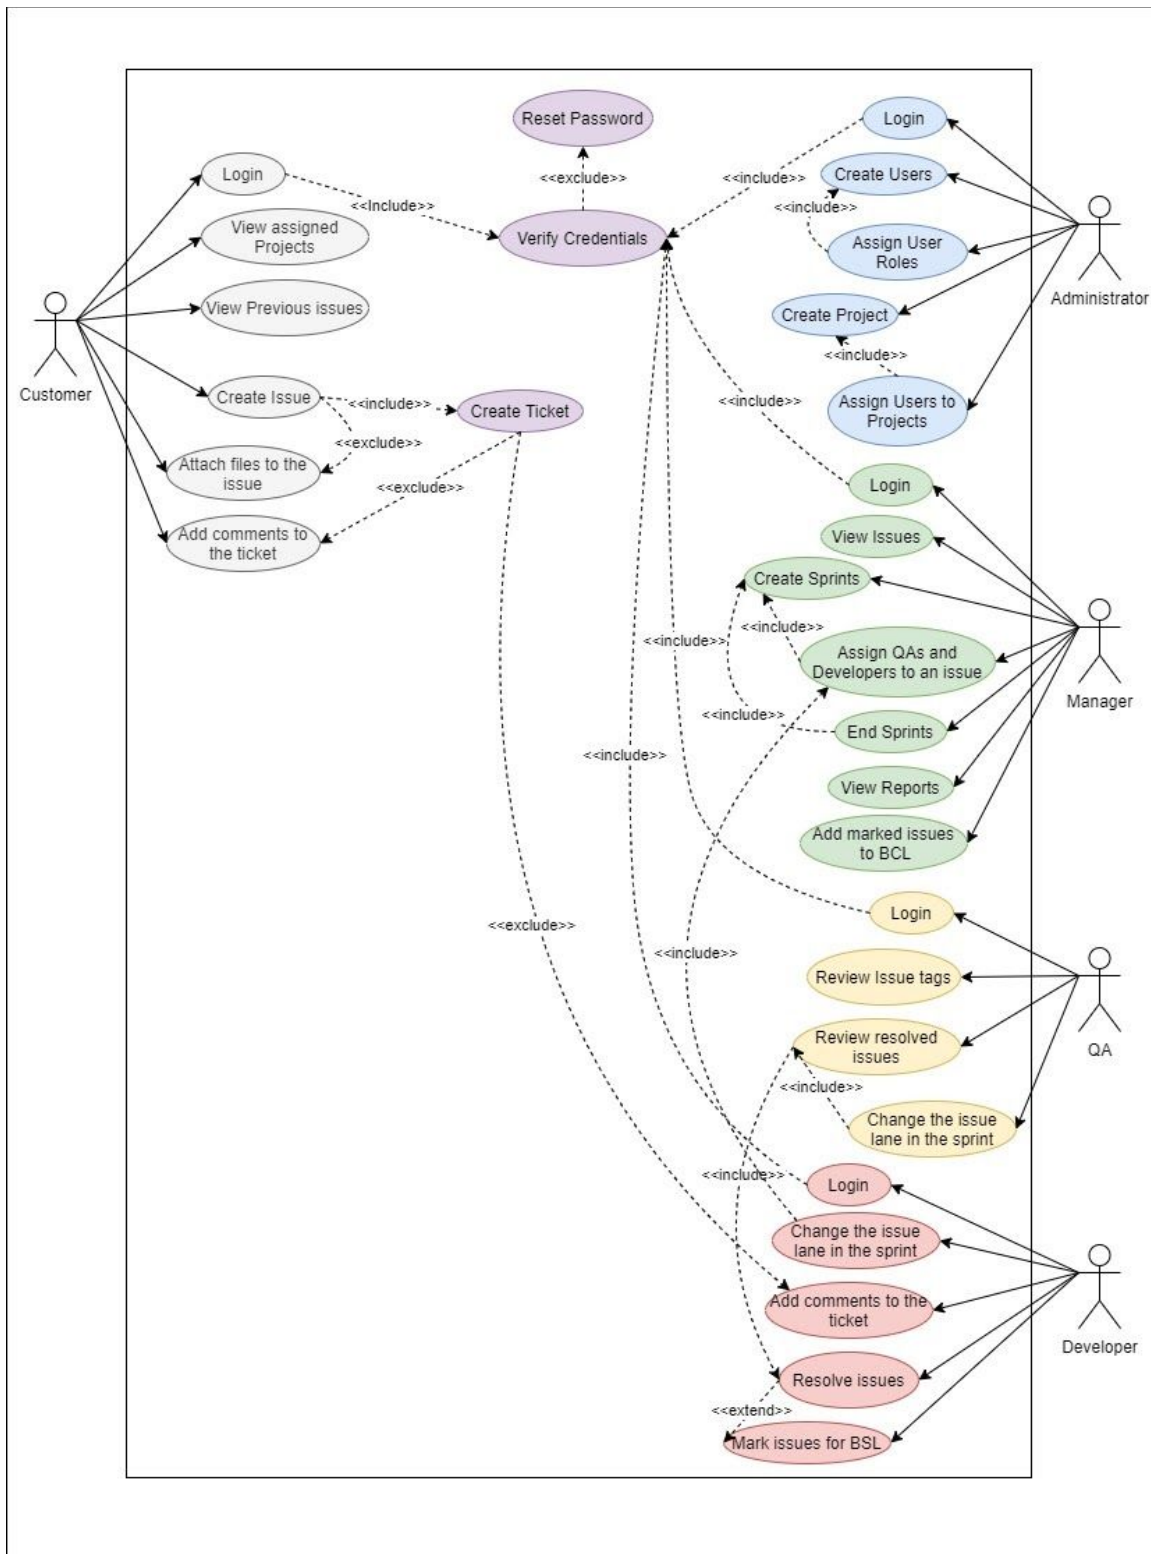 Reset Password
Login
<<exclude>>
<<include>>
Create Users
Login
<<Include>>
<<include>>
View assigned
Projects
Verify Credentials
Assign User
Roles
Administrator
View Previous issues
Create Project
<<include>>
Customer
Create Issue
<<include>>
Create Ticket
<<include>>
Assign Users to
Projects
<<exclude>>
Attach files to the
issue
<<exclude>>
Login
Add comments to
the ticket
View Issues
Create Sprints
<<include>>
<<include>>
Assign QAs and
Developers to an issue
Manager
<<include>>
End Sprints
<<include>>
View Reports
Add marked issues
to BCL
Login
<<exclude>>
<<include>>
Review Issue tags
Review resolved
issues
QA
<<include>>
Change the issue
lane in the sprint
<<include>>
Login
Change the issue
lane in the sprint
Add comments to the
ticket
Developer
Resolve issues
<<extend>>
Mark issues for BSL